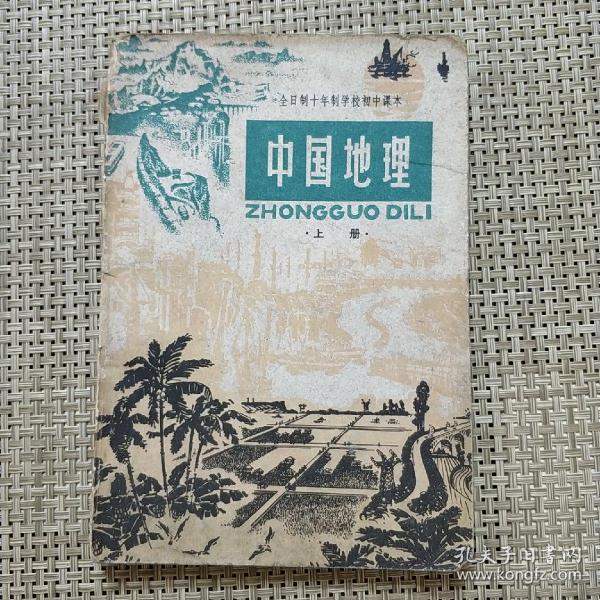 全日制十年制学校初中课本
中国地理
ZHONGGUO DILI
·上册·
孔夫子旧书网
www.kongfz.com